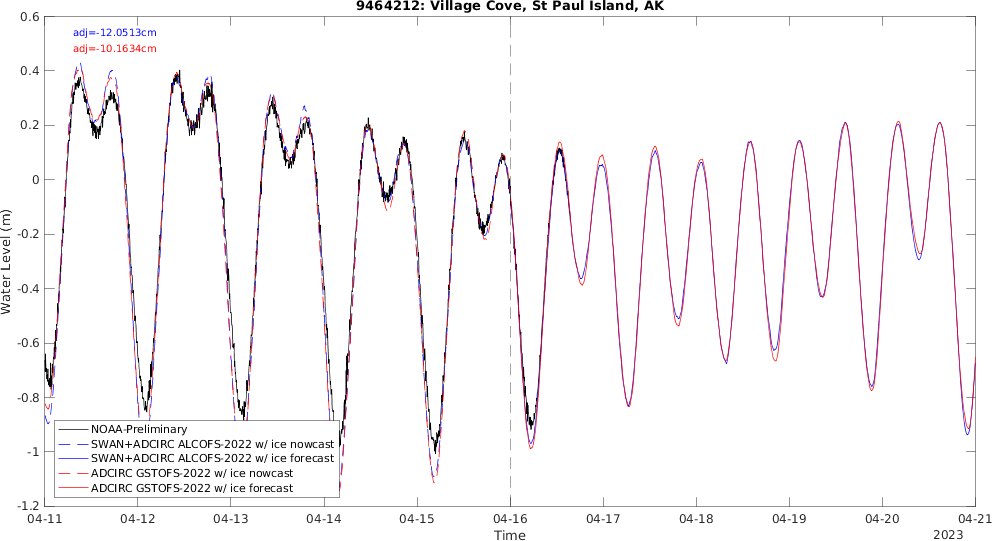 9464212: Village Cove, St Paul Island, AK
adj=-12.0513cm
adj=-10.1634cm
0.6
0.4
0.2
0
-0.2
-0.4
-0.6
-0.8
-1
-1.2
Water Level (m)
NOAA-Preliminary
SWAN+ADCIRC ALCOFS-2022 w/ ice nowcast
SWAN+ADCIRC ALCOFS-2022 w/ ice forecast
ADCIRC GSTOFS-2022 w/ ice nowcast
ADCIRC GSTOFS-2022 w/ ice forecast
04-11 04-12 04-13 04-14 04-15 04-16 04-17 04-18 04-19 04-20 04-21
Time
2023